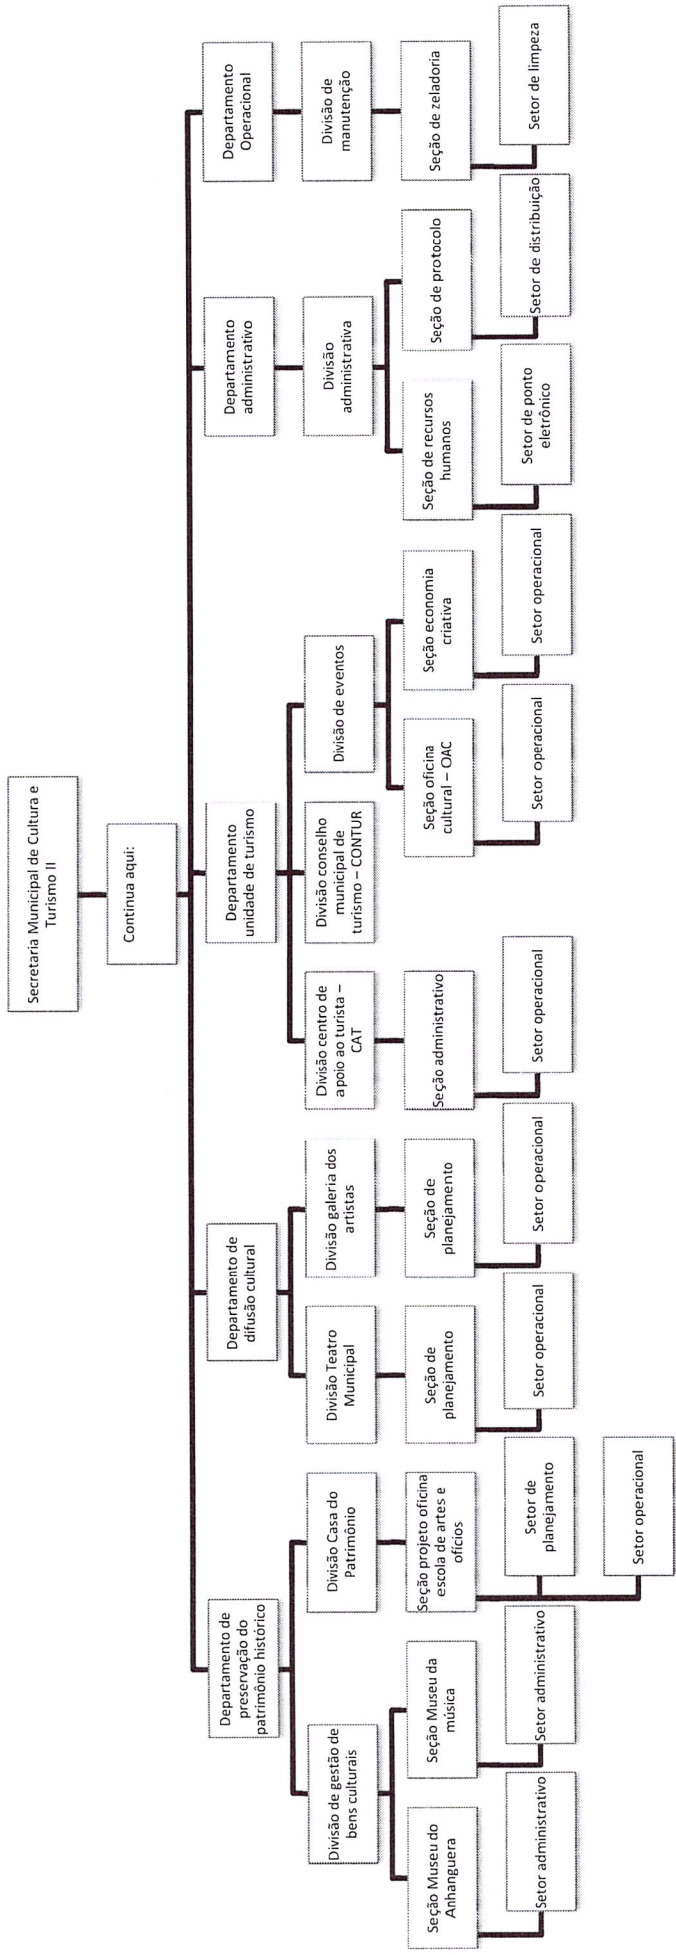 Secretaria Municipal de Cultura e
Turismo II
Continua aqui:
Departamento de
preservação do
patrimônio histórico
Departamento de
difusão cultural
Departamento
unidade de turismo
Departamento
administrativo
Departamento
Operacional
Divisão de gestão de
bens culturais
Divisão Casa do
Patrimônio
Divisão Teatro
Municipal
Divisão galeria dos
artistas
Divisão centro de
apoio ao turista –
CAT
Divisão conselho
municipal de
turismo – CONTUR
Divisão de eventos
Divisão
administrativa
Divisão de
manutenção
Seção Museu do
Anhanguera
Seção Museu da
música
Seção projeto oficina
escola de artes e
ofícios
Seção de
planejamento
Seção de
planejamento
Seção administrativo
Seção oficina
cultural – OAC
Seção economia
criativa
Seção de recursos
humanos
Seção de protocolo
Seção de zeladoria
Setor administrativo
Setor administrativo
Setor de
planejamento
Setor operacional
Setor operacional
Setor operacional
Setor operacional
Setor operacional
Setor de ponto
eletrônico
Setor de distribuição
Setor de limpeza
Setor operacional